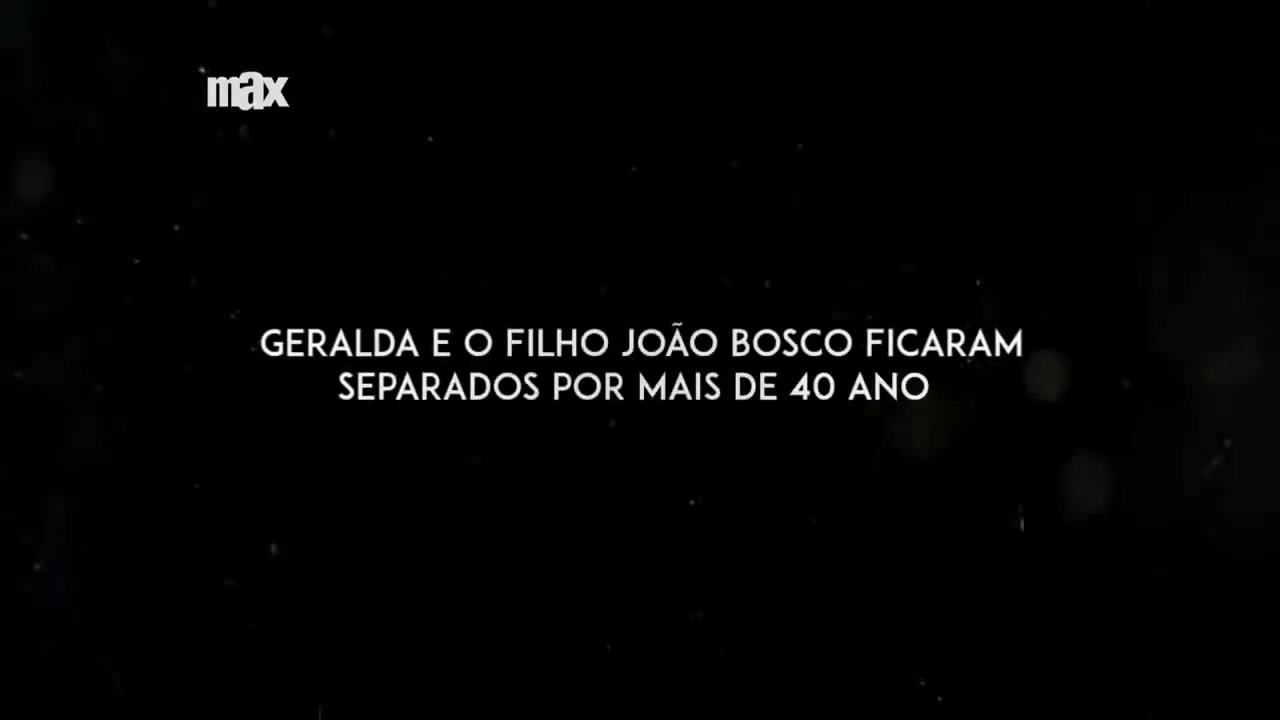 max
GERALDA E O FILHO JOÃO BOSCO FICARAM
SEPARADOS POR MAIS DE 40 ANO